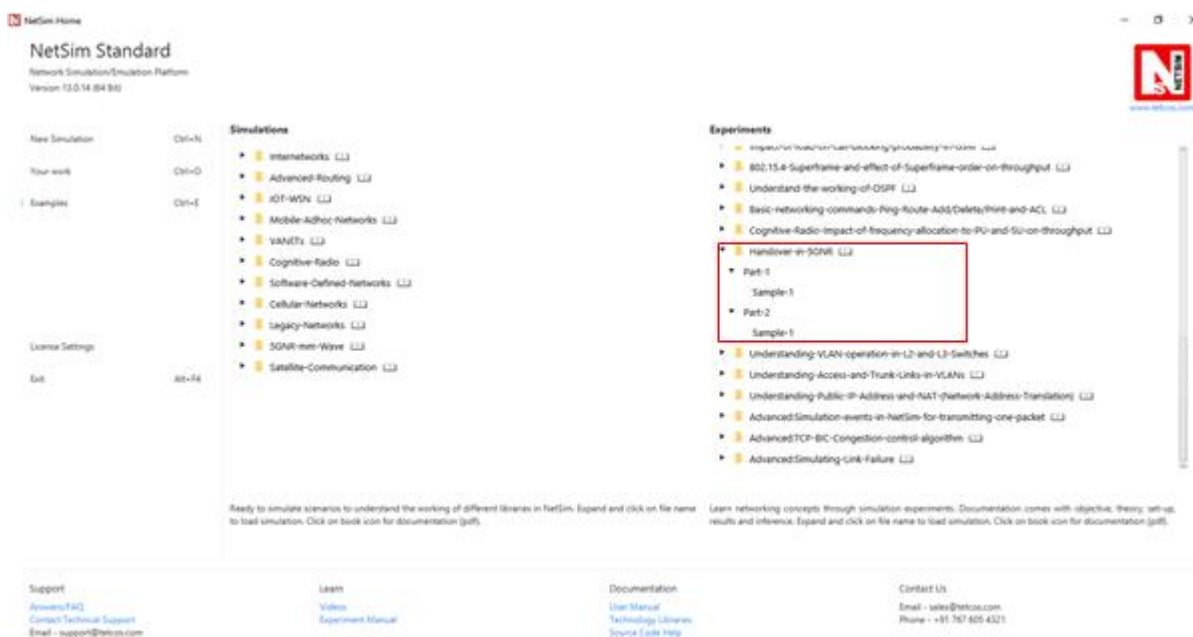 NetSim Home
NetSim Standard
Network Simulation/Emulation Platform
Version 13.0.14 (64 Bit)
NETSIM
www.tetcos.com
New Simulation Ctrl+N
Your work Ctrl+O
Examples Ctrl+E
License Settings
Exit Alt+F4
Simulations
Internetworks
Advanced-Routing
IOT-WSN
Mobile-Adhoc-Networks
VANETs
Cognitive-Radio
Software-Defined-Networks
Cellular-Networks
Legacy-Networks
5GNR-mm-Wave
Satellite-Communication
Ready to simulate scenarios to understand the working of different libraries in NetSim. Expand and click on file name
to load simulation. Click on book icon for documentation (pdf).
Experiments
Impact-of-load-on-call-blocking-probability-in-GSM
802.15.4-Superframe-and-effect-of-Superframe-order-on-throughput
Understand-the-working-of-OSPF
Basic-networking-commands-Ping-Route-Add/Delete/Print-and-ACL
Cognitive-Radio-Impact-of-frequency-allocation-to-PU-and-SU-on-throughput
Handover-in-5GNR
Part-1
Sample-1
Part-2
Sample-1
Understanding-VLAN-operation-in-L2-and-L3-Switches
Understanding-Access-and-Trunk-Links-in-VLANs
Understanding-Public-IP-Address-and-NAT-(Network-Address-Translation)
Advanced:Simulation-events-in-NetSim-for-transmitting-one-packet
Advanced:TCP-BIC-Congestion-control-algorithm
Advanced:Simulating-Link-Failure
Learn networking concepts through simulation experiments. Documentation comes with objective, theory, set-up,
results and inference. Expand and click on file name to load simulation. Click on book icon for documentation (pdf).
Support
Answers/FAQ
Contact Technical Support
Email - support@tetcos.com
Learn
Videos
Experiment Manual
Documentation
User Manual
Technology Libraries
Source Code Help
Contact Us
Email - sales@tetcos.com
Phone - +91 767 605 4321